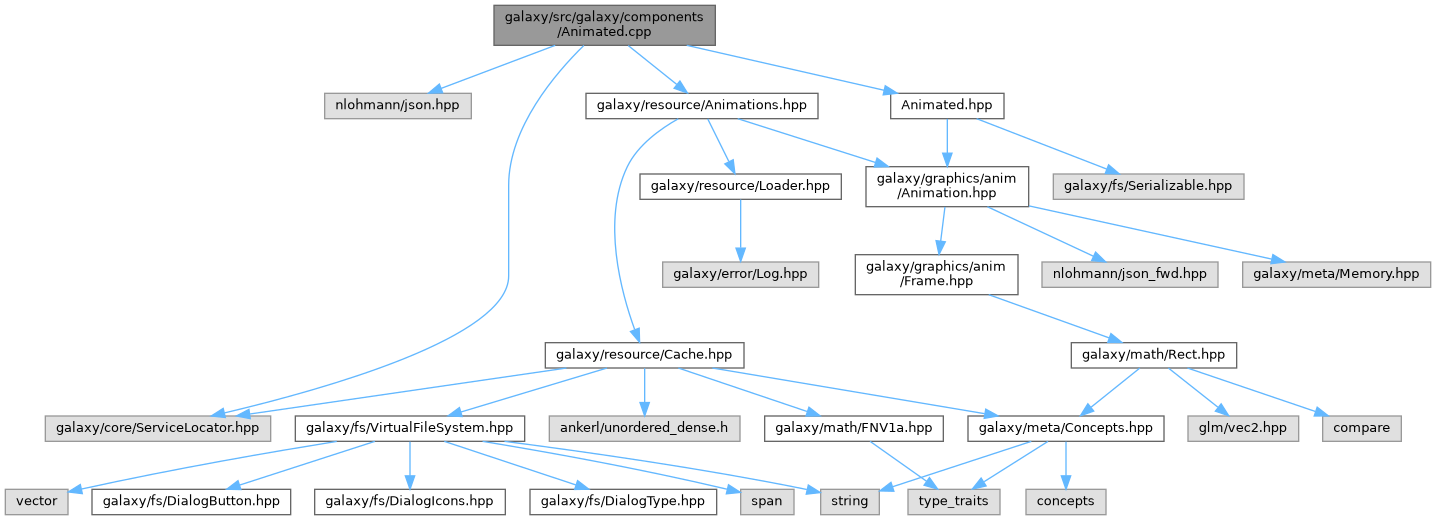 galaxy/src/galaxy/components
/Animated.cpp
nlohmann/json.hpp
galaxy/resource/Animations.hpp
Animated.hpp
galaxy/resource/Loader.hpp
galaxy/graphics/anim
/Animation.hpp
galaxy/fs/Serializable.hpp
galaxy/error/Log.hpp
galaxy/graphics/anim
/Frame.hpp
nlohmann/json_fwd.hpp
galaxy/meta/Memory.hpp
galaxy/resource/Cache.hpp
galaxy/math/Rect.hpp
galaxy/core/ServiceLocator.hpp
galaxy/fs/VirtualFileSystem.hpp
ankerl/unordered_dense.h
galaxy/math/FNV1a.hpp
galaxy/meta/Concepts.hpp
glm/vec2.hpp
compare
vector
galaxy/fs/DialogButton.hpp
galaxy/fs/DialogIcons.hpp
galaxy/fs/DialogType.hpp
span
string
type_traits
concepts